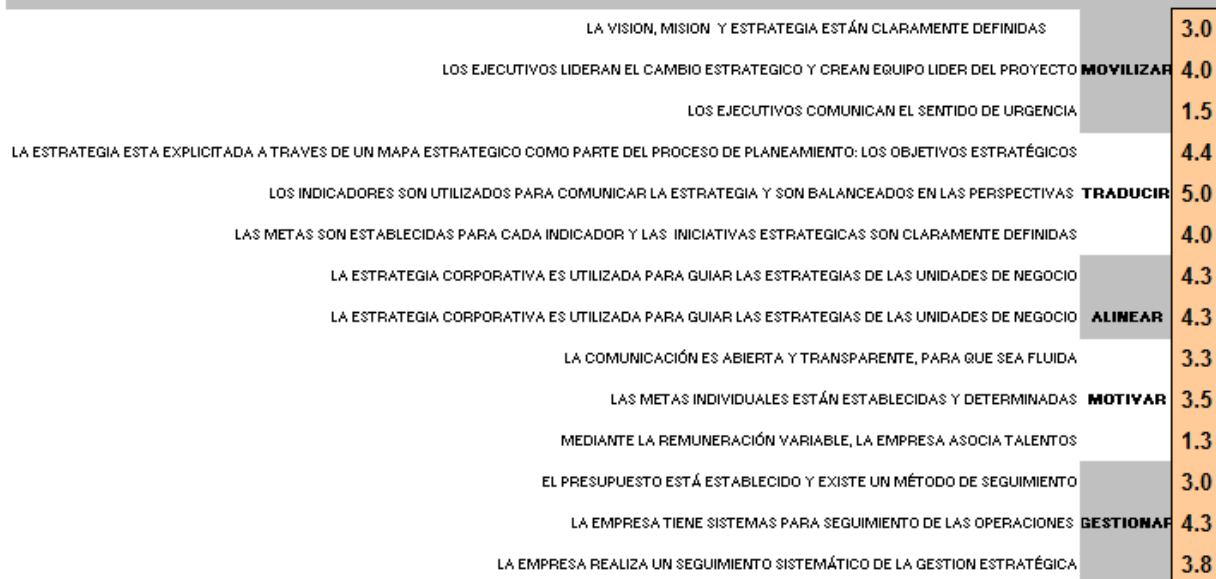 LA VISION, MISION Y ESTRATEGIA ESTÁN CLARAMENTE DEFINIDAS 3.0
LOS EJECUTIVOS LIDERAN EL CAMBIO ESTRATEGICO Y CREAN EQUIPO LIDER DEL PROYECTO MOVILIZAR 4.0
LOS EJECUTIVOS COMUNICAN EL SENTIDO DE URGENCIA 1.5
LA ESTRATEGIA ESTA EXPLICITADA A TRAVES DE UN MAPA ESTRATEGICO COMO PARTE DEL PROCESO DE PLANEAMIENTO: LOS OBJETIVOS ESTRATÉGICOS 4.4
LOS INDICADORES SON UTILIZADOS PARA COMUNICAR LA ESTRATEGIA Y SON BALANCEADOS EN LAS PERSPECTIVAS TRADUCIR 5.0
LAS METAS SON ESTABLECIDAS PARA CADA INDICADOR Y LAS INICIATIVAS ESTRATEGICAS SON CLARAMENTE DEFINIDAS 4.0
LA ESTRATEGIA CORPORATIVA ES UTILIZADA PARA GUIAR LAS ESTRATEGIAS DE LAS UNIDADES DE NEGOCIO 4.3
LA ESTRATEGIA CORPORATIVA ES UTILIZADA PARA GUIAR LAS ESTRATEGIAS DE LAS UNIDADES DE NEGOCIO ALINEAR 4.3
LA COMUNICACIÓN ES ABIERTA Y TRANSPARENTE, PARA QUE SEA FLUIDA 3.3
LAS METAS INDIVIDUALES ESTÁN ESTABLECIDAS Y DETERMINADAS MOTIVAR 3.5
MEDIANTE LA REMUNERACIÓN VARIABLE, LA EMPRESA ASOCIA TALENTOS 1.3
EL PRESUPUESTO ESTÁ ESTABLECIDO Y EXISTE UN MÉTODO DE SEGUIMIENTO 3.0
LA EMPRESA TIENE SISTEMAS PARA SEGUIMIENTO DE LAS OPERACIONES GESTIONAR 4.3
LA EMPRESA REALIZA UN SEGUIMIENTO SISTEMÁTICO DE LA GESTION ESTRATÉGICA 3.8